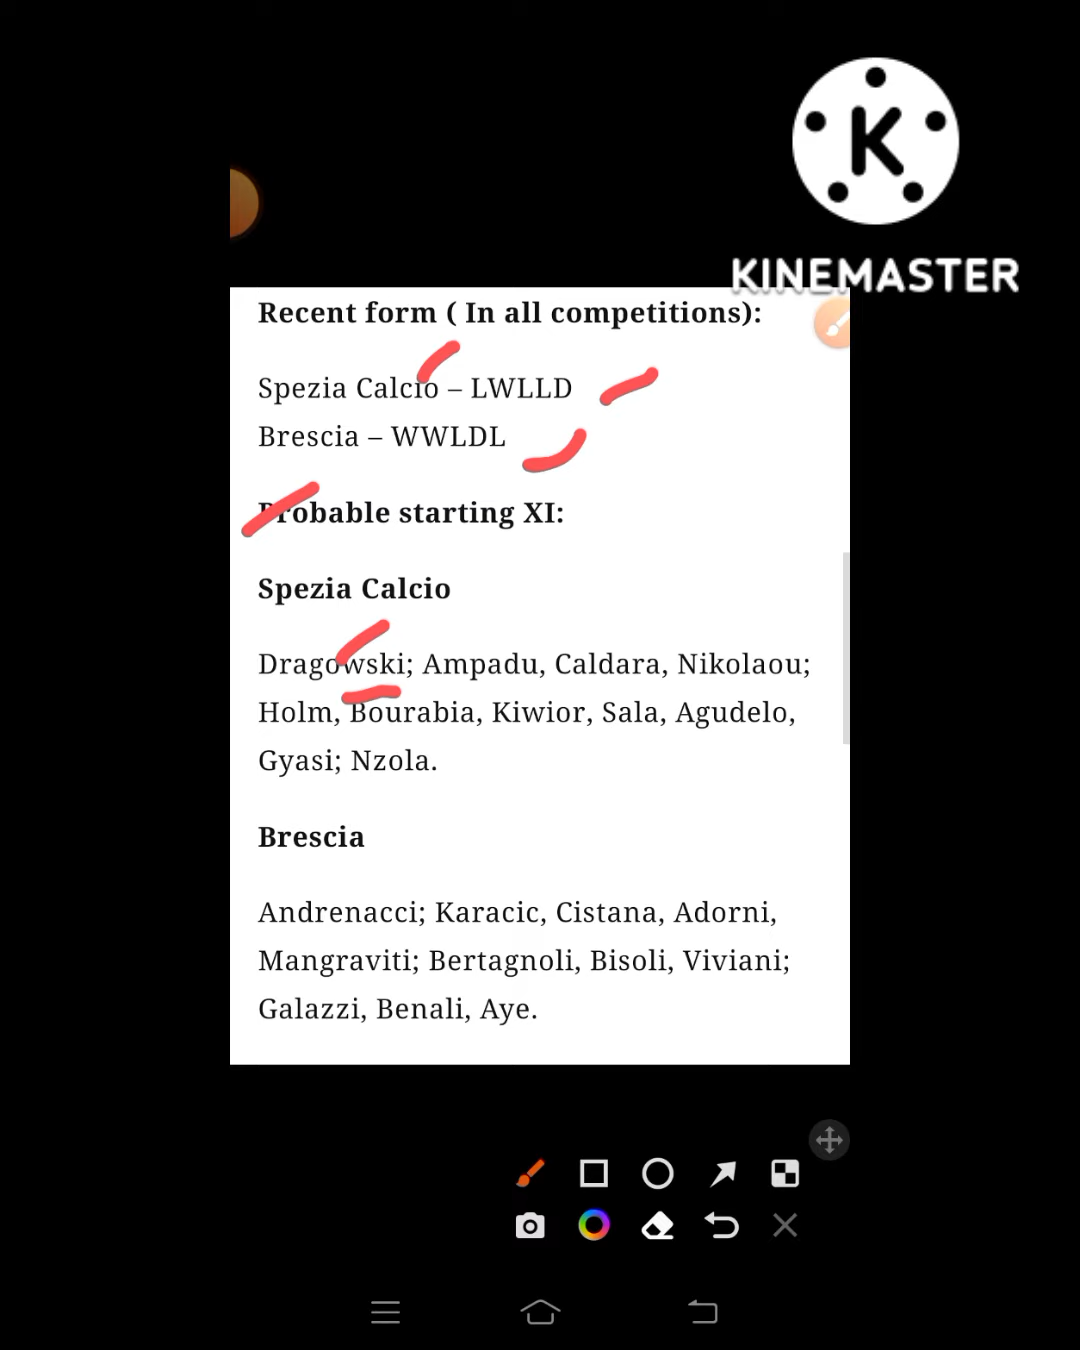 K
KINEMASTER
Recent form ( In all competitions):
Spezia Calcio – LWLLD
Brescia – WWLDL
Probable starting XI:
Spezia Calcio
Dragowski; Ampadu, Caldara, Nikolaou;
Holm, Bourabia, Kiwior, Sala, Agudelo,
Gyasi; Nzola.
Brescia
Andrenacci; Karacic, Cistana, Adorni,
Mangraviti; Bertagnoli, Bisoli, Viviani;
Galazzi, Benali, Aye.